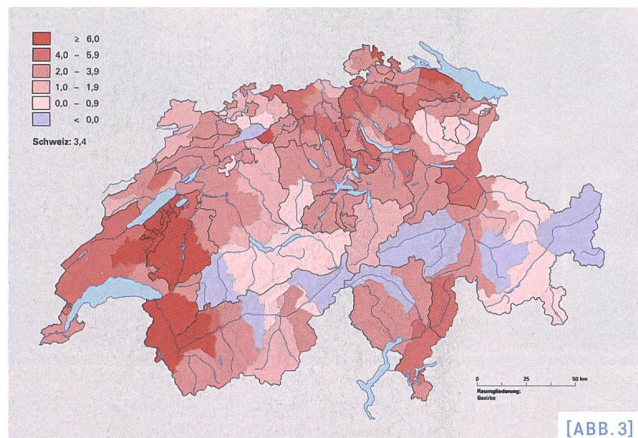 ≥ 6,0
4,0 – 5,9
2,0 – 3,9
1,0 – 1,9
0,0 – 0,9
< 0,0
Schweiz: 3,4
0 25 50 km
Raumgliederung:
Bezirke
[ABB.3]